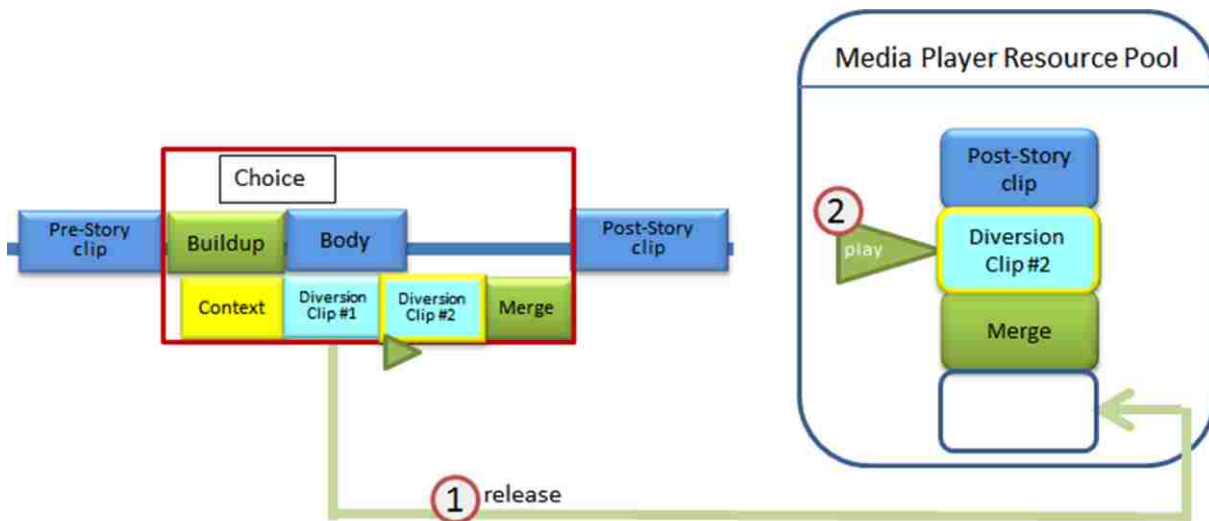 Media Player Resource Pool
Choice
Pre-Story
clip
Buildup
Body
Post-Story
clip
Context
Diversion
Clip #1
Diversion
Clip #2
Merge
Post-Story
clip
2
play
Diversion
Clip #2
Merge
1
release